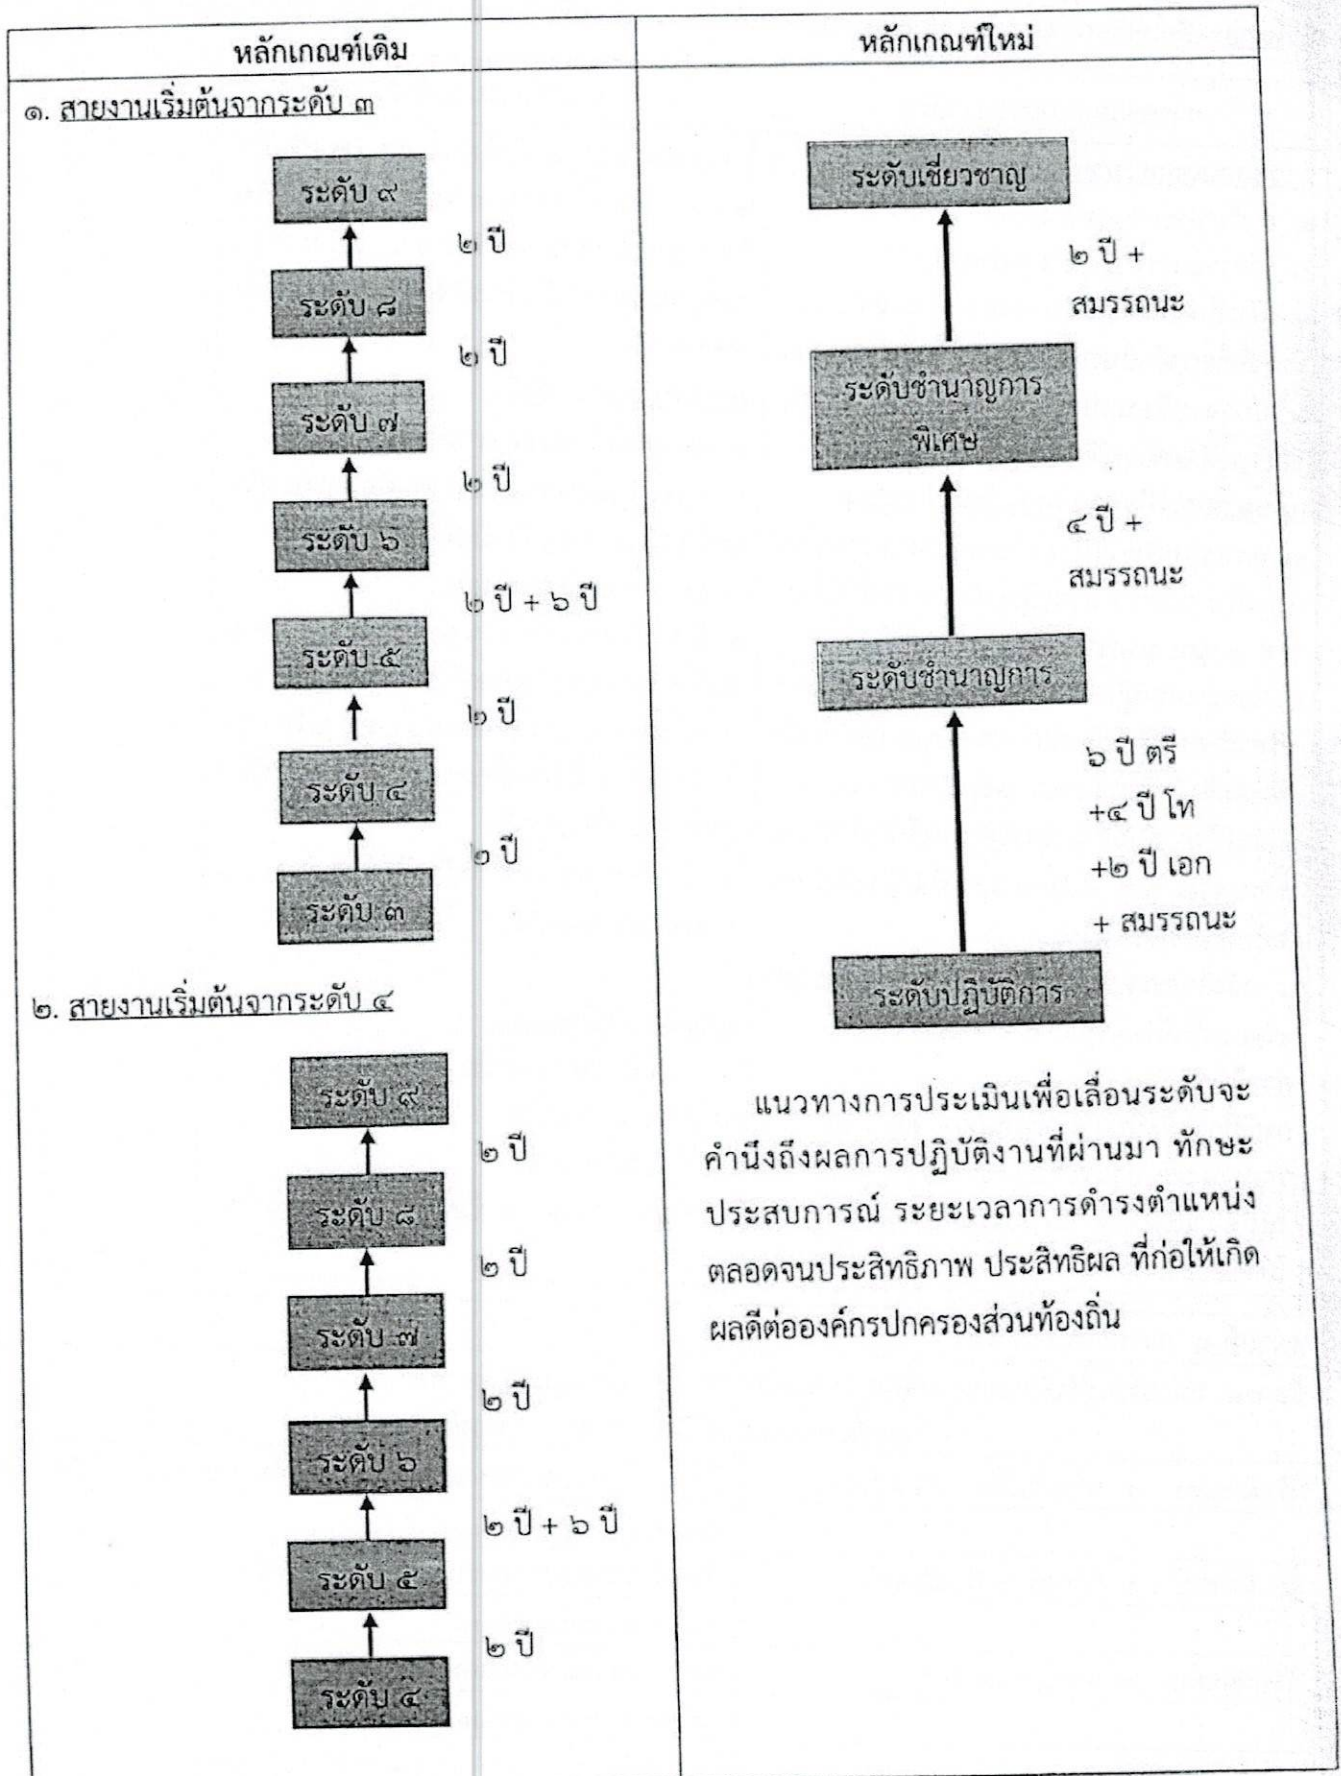 หลักเกณฑ์เดิม
หลักเกณฑ์ใหม่
๑. สายงานเริ่มต้นจากระดับ ๓
ระดับ ๙
๒ ปี
ระดับ ๘
๒ ปี
ระดับ ๗
๒ ปี
ระดับ ๖
๒ ปี + ๖ ปี
ระดับ ๕
๒ ปี
ระดับ ๔
๒ ปี
ระดับ ๓
๒. สายงานเริ่มต้นจากระดับ ๔
ระดับ ๙
๒ ปี
ระดับ ๘
๒ ปี
ระดับ ๗
๒ ปี
ระดับ ๖
๒ ปี + ๖ ปี
ระดับ ๕
๒ ปี
ระดับ ๔
ระดับเชี่ยวชาญ
๒ ปี +
สมรรถนะ
ระดับชำนาญการ
พิเศษ
๔ ปี +
สมรรถนะ
ระดับชำนาญการ
๖ ปี ตรี
+๔ ปี โท
+๒ ปี เอก
+ สมรรถนะ
ระดับปฏิบัติการ
แนวทางการประเมินเพื่อเลื่อนระดับจะ
คำนึงถึงผลการปฏิบัติงานที่ผ่านมา ทักษะ
ประสบการณ์ ระยะเวลาการดำรงตำแหน่ง
ตลอดจนประสิทธิภาพ ประสิทธิผล ที่ก่อให้เกิด
ผลดีต่อองค์กรปกครองส่วนท้องถิ่น